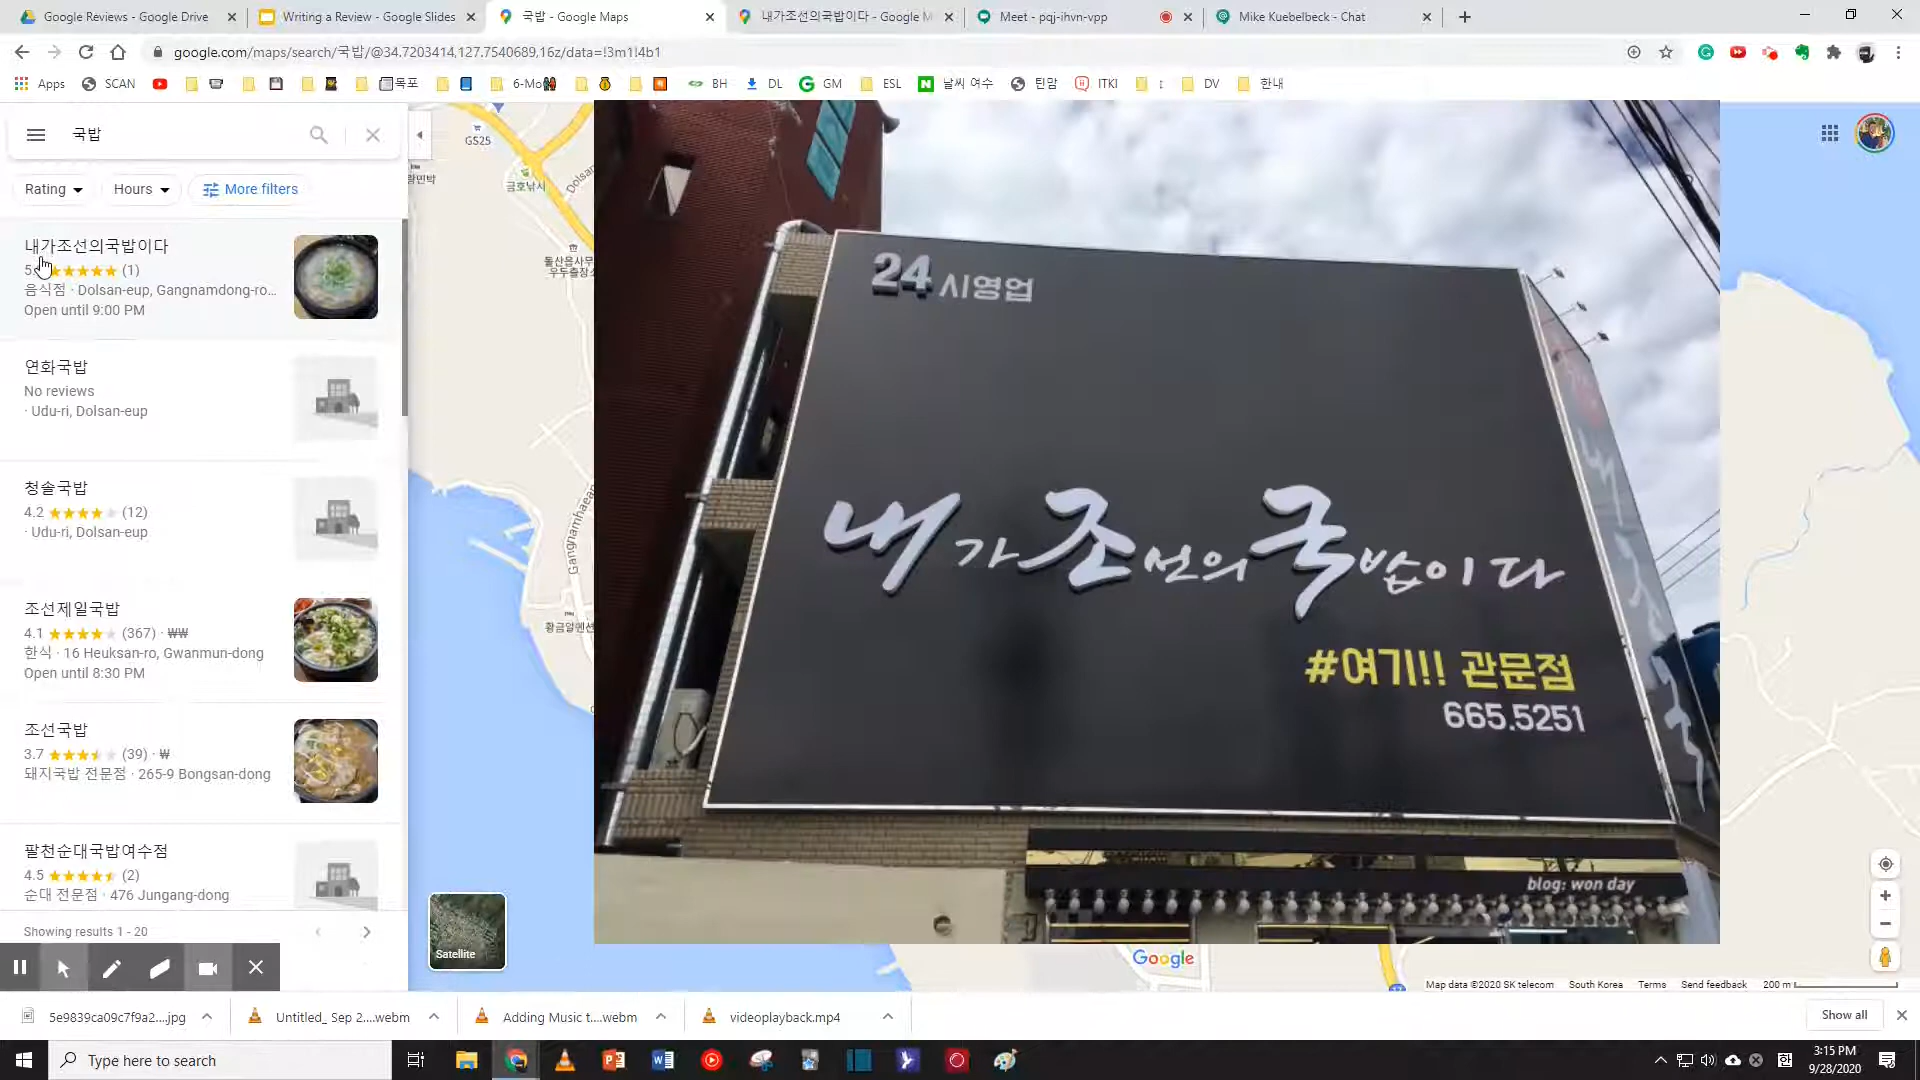 Google Reviews - Google Drive
Writing a Review - Google Slides
국밥 - Google Maps
내가조선의국밥이다 - Google M
Meet - pqj-ihvn-vpp
Mike Kuebelbeck - Chat
google.com/maps/search/국밥/@34.7203414,127.7540689,16z/data=!3m1!4b1
Apps
SCAN
목포
6-Mo
BH
DL
GM
ESL
날씨 여수
틴맘
ITKI
DV
한내
국밥
Rating
Hours
More filters
내가조선의국밥이다
(1)
음식점 · Dolsan-eup, Gangnamdong-ro...
Open until 9:00 PM
연화국밥
No reviews
· Udu-ri, Dolsan-eup
청솔국밥
4.2 (12)
· Udu-ri, Dolsan-eup
조선제일국밥
4.1 (367) · ₩₩
한식 · 16 Heuksan-ro, Gwanmun-dong
Open until 8:30 PM
조선국밥
3.7 (39) · ₩
돼지국밥 전문점 · 265-9 Bongsan-dong
팔천순대국밥여수점
4.5 (2)
순대 전문점 · 476 Jungang-dong
Showing results 1 - 20
GS25
금호낚시
Gangnamhaean
24 시영업
내가조선의국밥이다
#여기!! 관문점
665.5251
blog: won day
Satellite
Google
Map data ©2020 SK telecom South Korea Terms Send feedback 200 m
5e9839ca09c7f9a2....jpg
Untitled_ Sep 2....webm
Adding Music t....webm
videoplayback.mp4
Show all
Type here to search
3:15 PM
9/28/2020